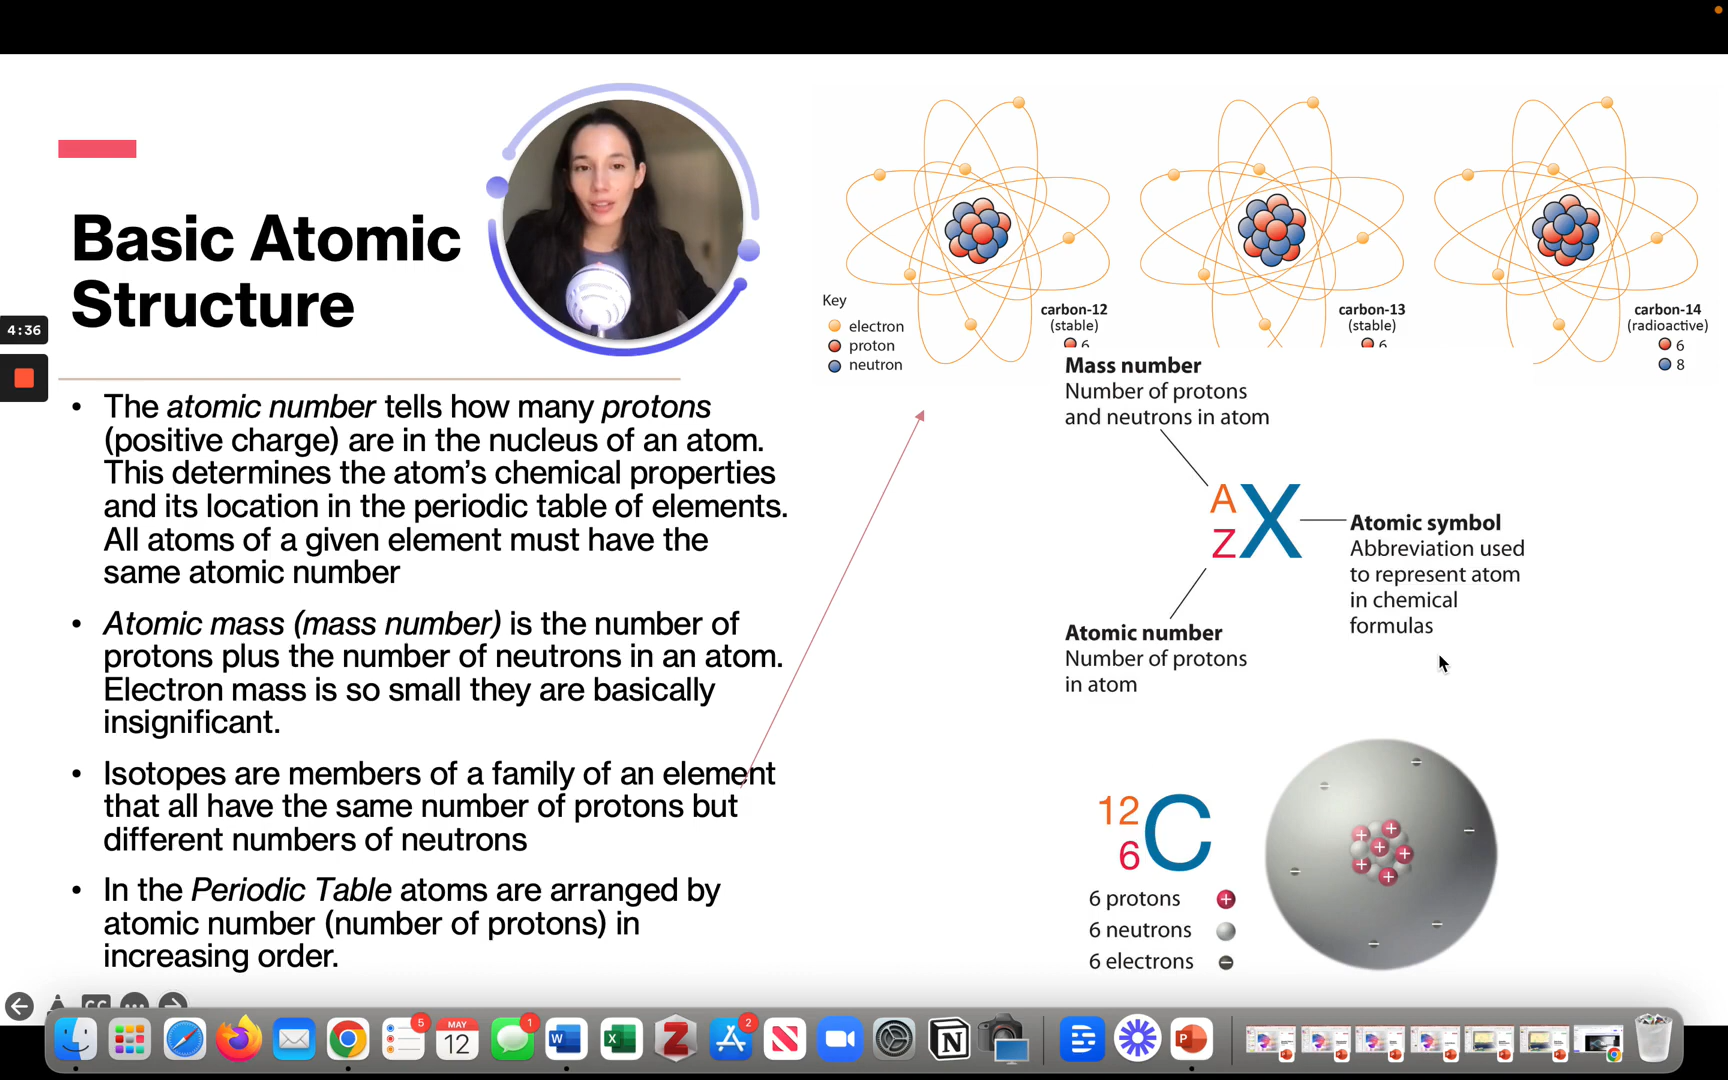 Basic Atomic
Structure
4:36
• The atomic number tells how many protons
(positive charge) are in the nucleus of an atom.
This determines the atom's chemical properties
and its location in the periodic table of elements.
All atoms of a given element must have the
same atomic number
• Atomic mass (mass number) is the number of
protons plus the number of neutrons in an atom.
Electron mass is so small they are basically
insignificant.
• Isotopes are members of a family of an element
that all have the same number of protons but
different numbers of neutrons
• In the Periodic Table atoms are arranged by
atomic number (number of protons) in
increasing order.
Key
electron
proton
neutron
carbon-12
(stable)
6
carbon-13
(stable)
6
carbon-14
(radioactive)
6
8
Mass number
Number of protons
and neutrons in atom
A
Z
X
Atomic symbol
Abbreviation used
to represent atom
in chemical
formulas
Atomic number
Number of protons
in atom
12
6
C
6 protons +
6 neutrons
6 electrons −
CC
5
MAY
12
1
W
X
Z
2
N
P